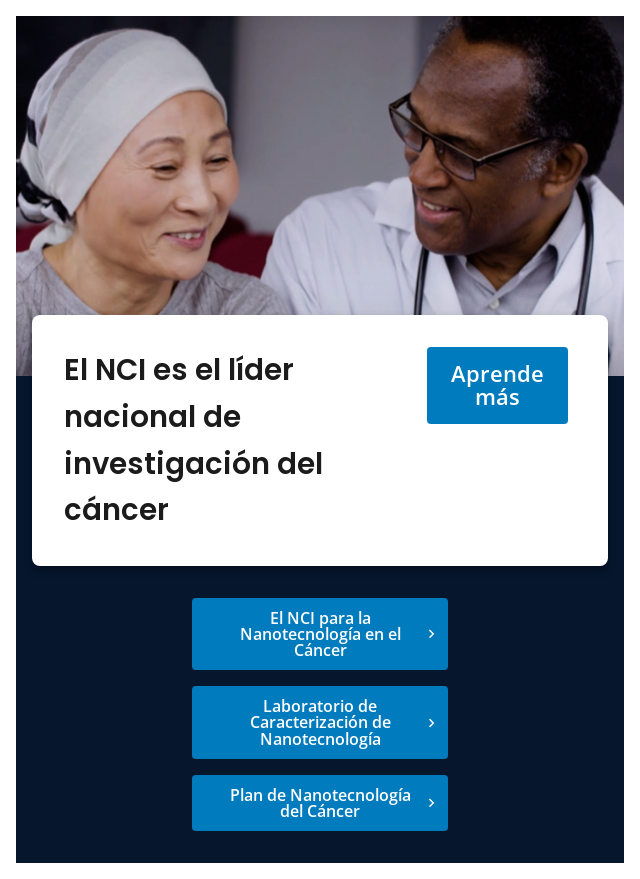 El NCI es el líder
nacional de
investigación del
cáncer
Aprende
más
El NCI para la
Nanotecnología en el
Cáncer
Laboratorio de
Caracterización de
Nanotecnología
Plan de Nanotecnología
del Cáncer